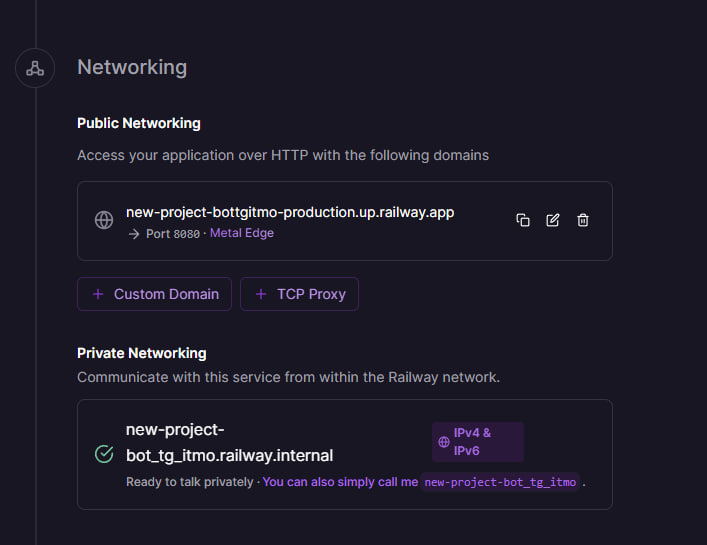 Networking
Public Networking
Access your application over HTTP with the following domains
new-project-bottgitmo-production.up.railway.app
→ Port 8080 · Metal Edge
+ Custom Domain
+ TCP Proxy
Private Networking
Communicate with this service from within the Railway network.
new-project-
bot_tg_itmo.railway.internal
IPv4 &
IPv6
Ready to talk privately · You can also simply call me new-project-bot_tg_itmo .